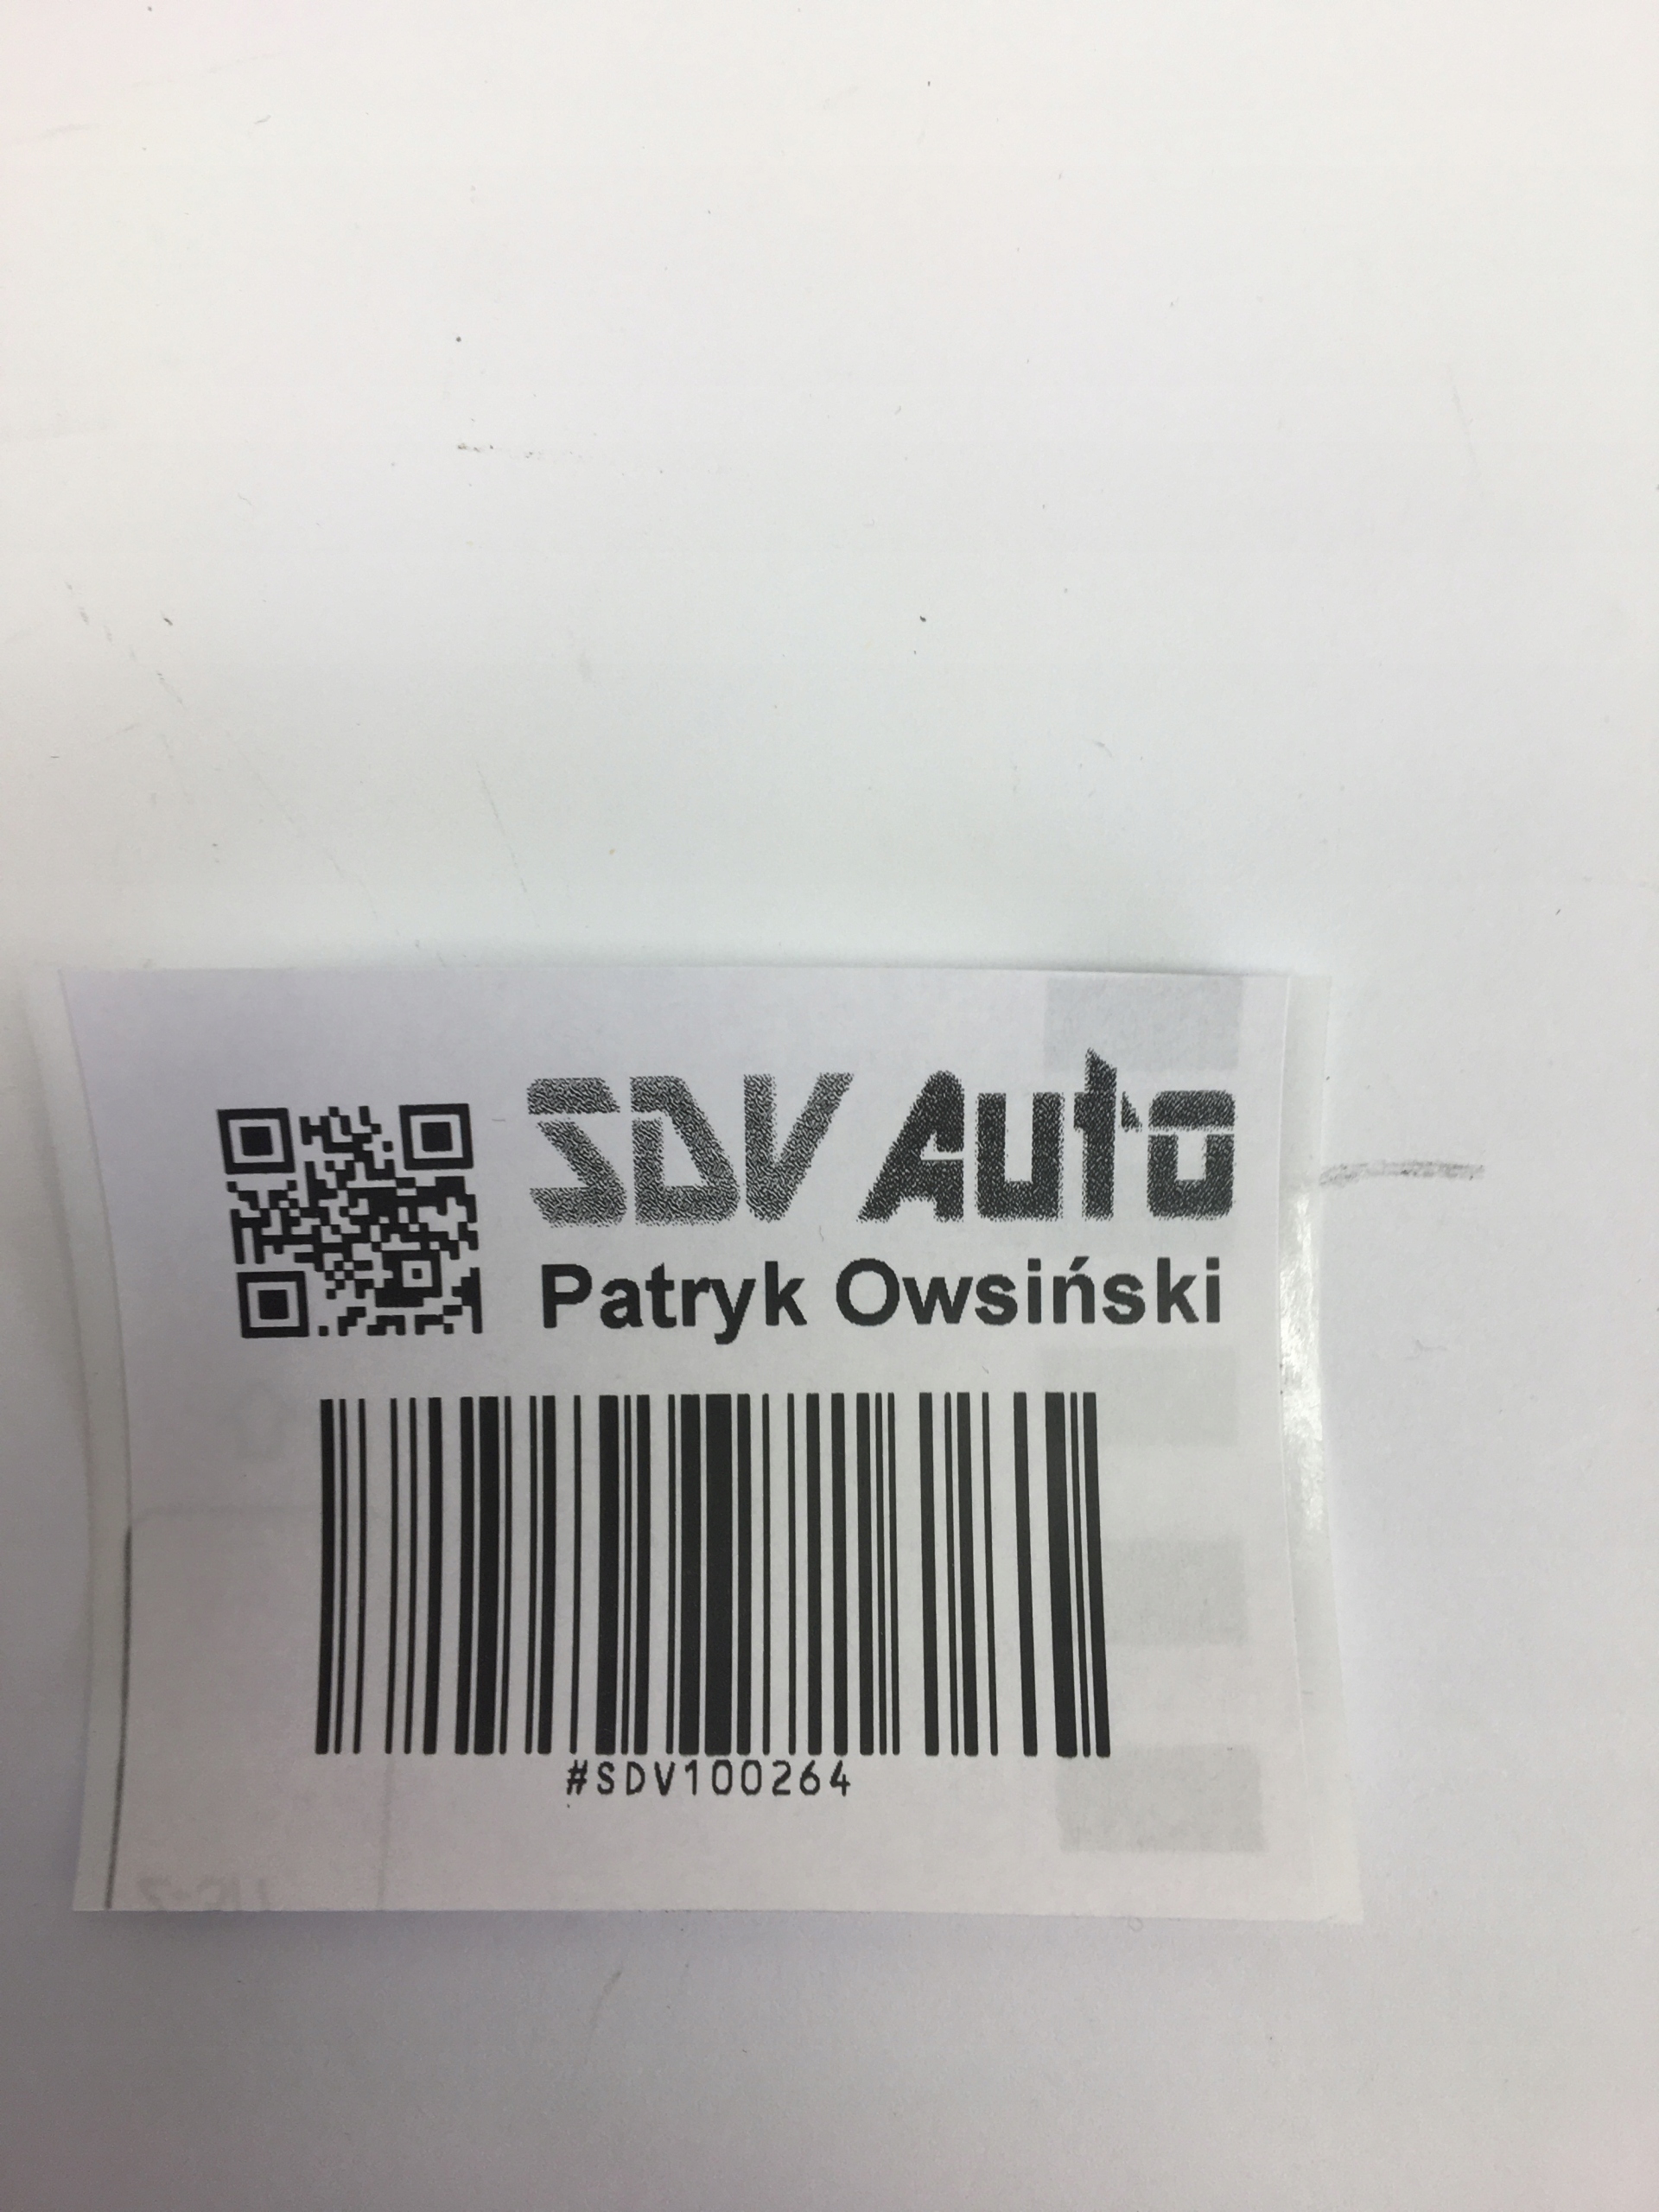 SDV Auto
Patryk Owsiński
#SDV100264